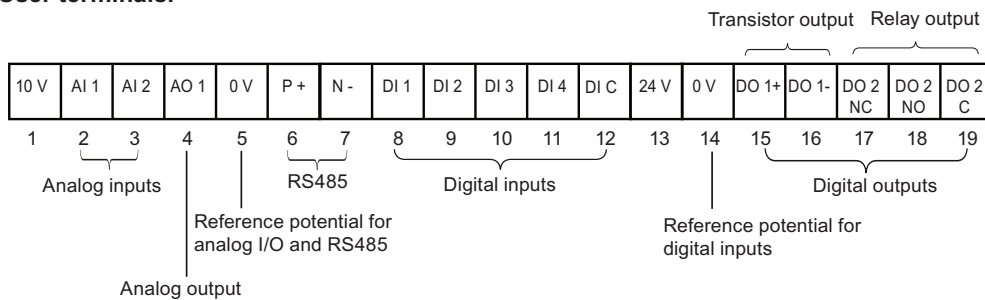 User terminals:
Transistor output Relay output
10 V AI 1 AI 2 AO 1 0 V P + N - DI 1 DI 2 DI 3 DI 4 DI C 24 V 0 V DO 1+ DO 1- DO 2 NC DO 2 NO DO 2 C
1 2 3 4 5 6 7 8 9 10 11 12 13 14 15 16 17 18 19
Analog inputs RS485 Digital inputs Digital outputs
Reference potential for
analog I/O and RS485
Reference potential for
digital inputs
Analog output